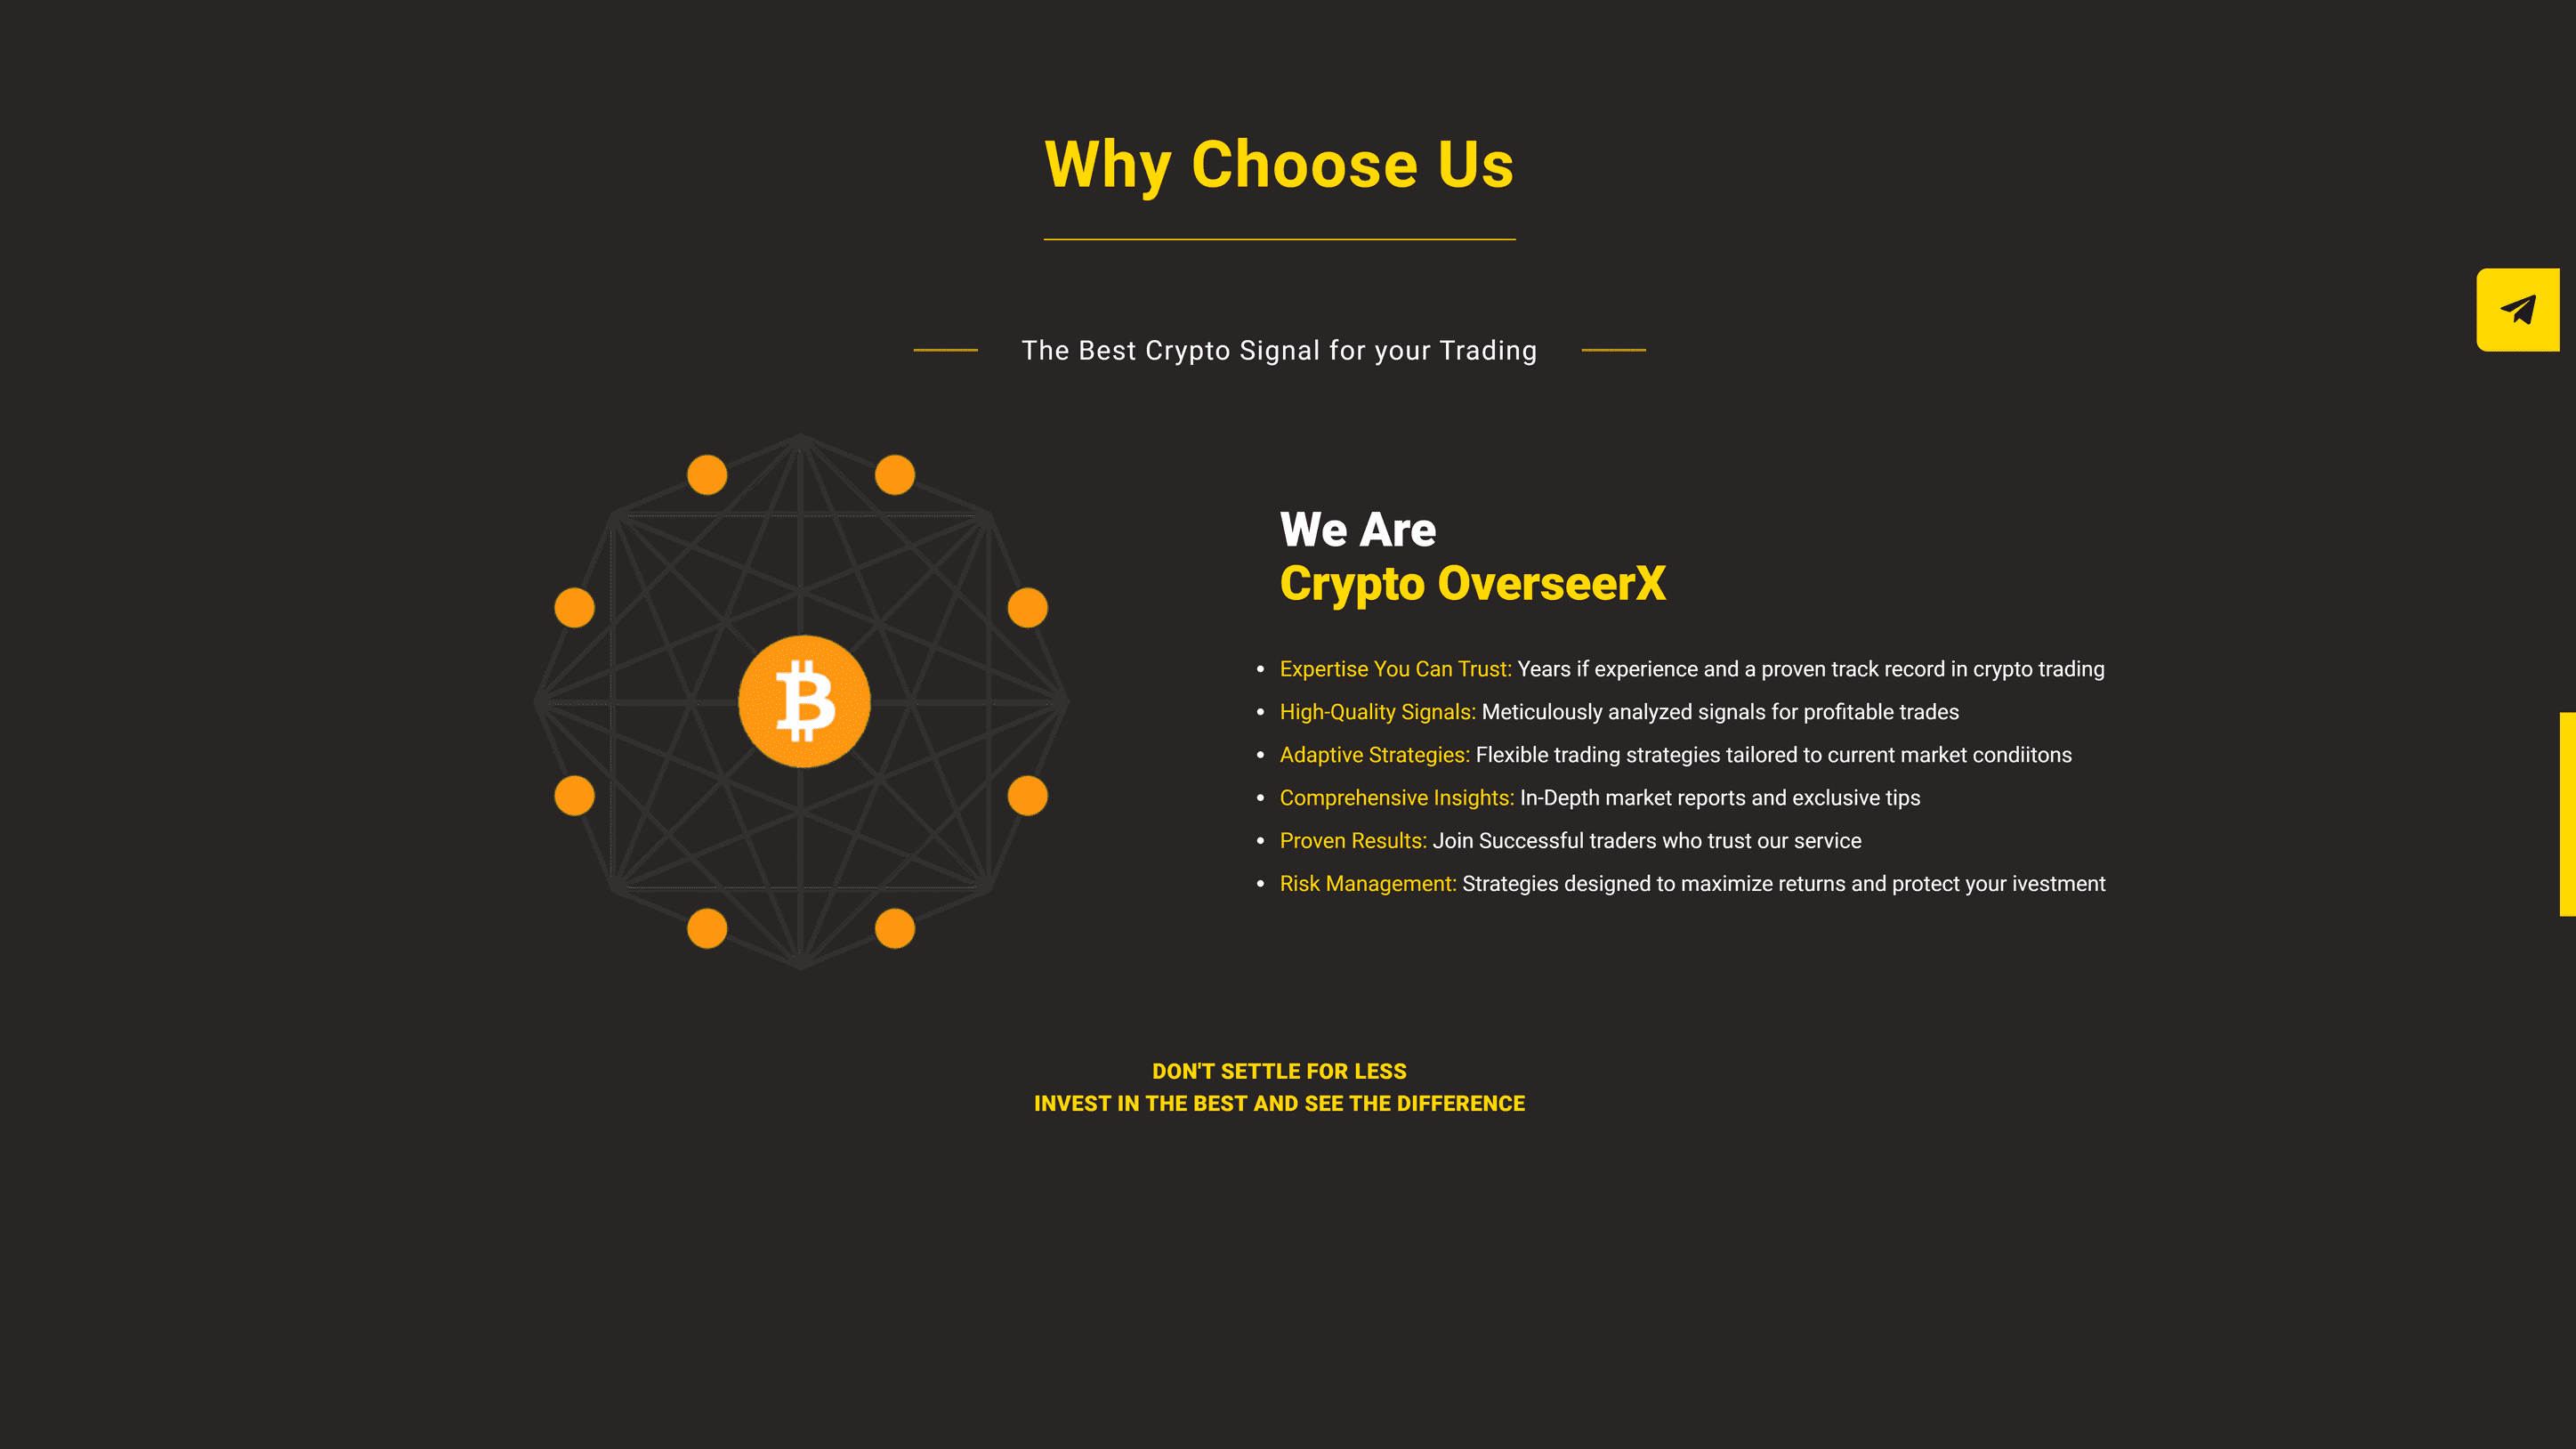 Why Choose Us
The Best Crypto Signal for your Trading
We Are
Crypto OverseerX
Expertise You Can Trust: Years if experience and a proven track record in crypto trading
High-Quality Signals: Meticulously analyzed signals for profitable trades
Adaptive Strategies: Flexible trading strategies tailored to current market condiitons
Comprehensive Insights: In-Depth market reports and exclusive tips
Proven Results: Join Successful traders who trust our service
Risk Management: Strategies designed to maximize returns and protect your ivestment
DON'T SETTLE FOR LESS
INVEST IN THE BEST AND SEE THE DIFFERENCE